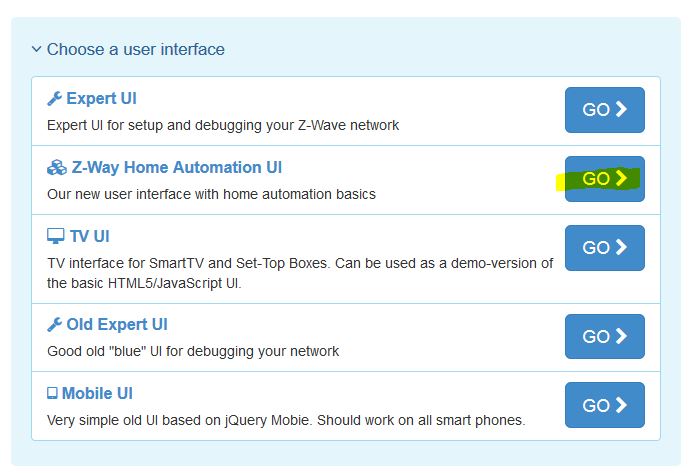 Choose a user interface
Expert UI
Expert UI for setup and debugging your Z-Wave network
GO
Z-Way Home Automation UI
Our new user interface with home automation basics
GO
TV UI
TV interface for SmartTV and Set-Top Boxes. Can be used as a demo-version of
the basic HTML5/JavaScript UI.
GO
Old Expert UI
Good old "blue" UI for debugging your network
GO
Mobile UI
Very simple old UI based on jQuery Mobie. Should work on all smart phones.
GO